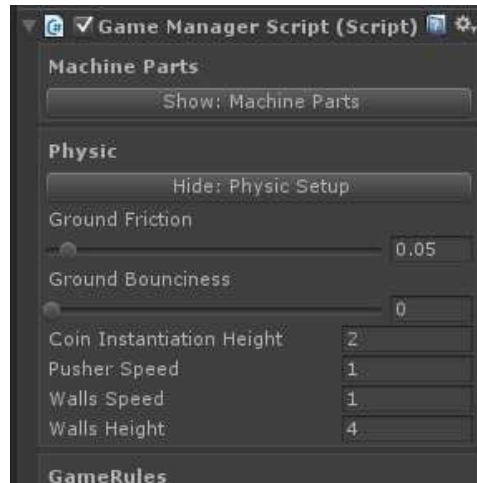 Game Manager Script (Script)
Machine Parts
Show: Machine Parts
Physic
Hide: Physic Setup
Ground Friction
0.05
Ground Bounciness
0
Coin Instantiation Height 2
Pusher Speed 1
Walls Speed 1
Walls Height 4
GameRules